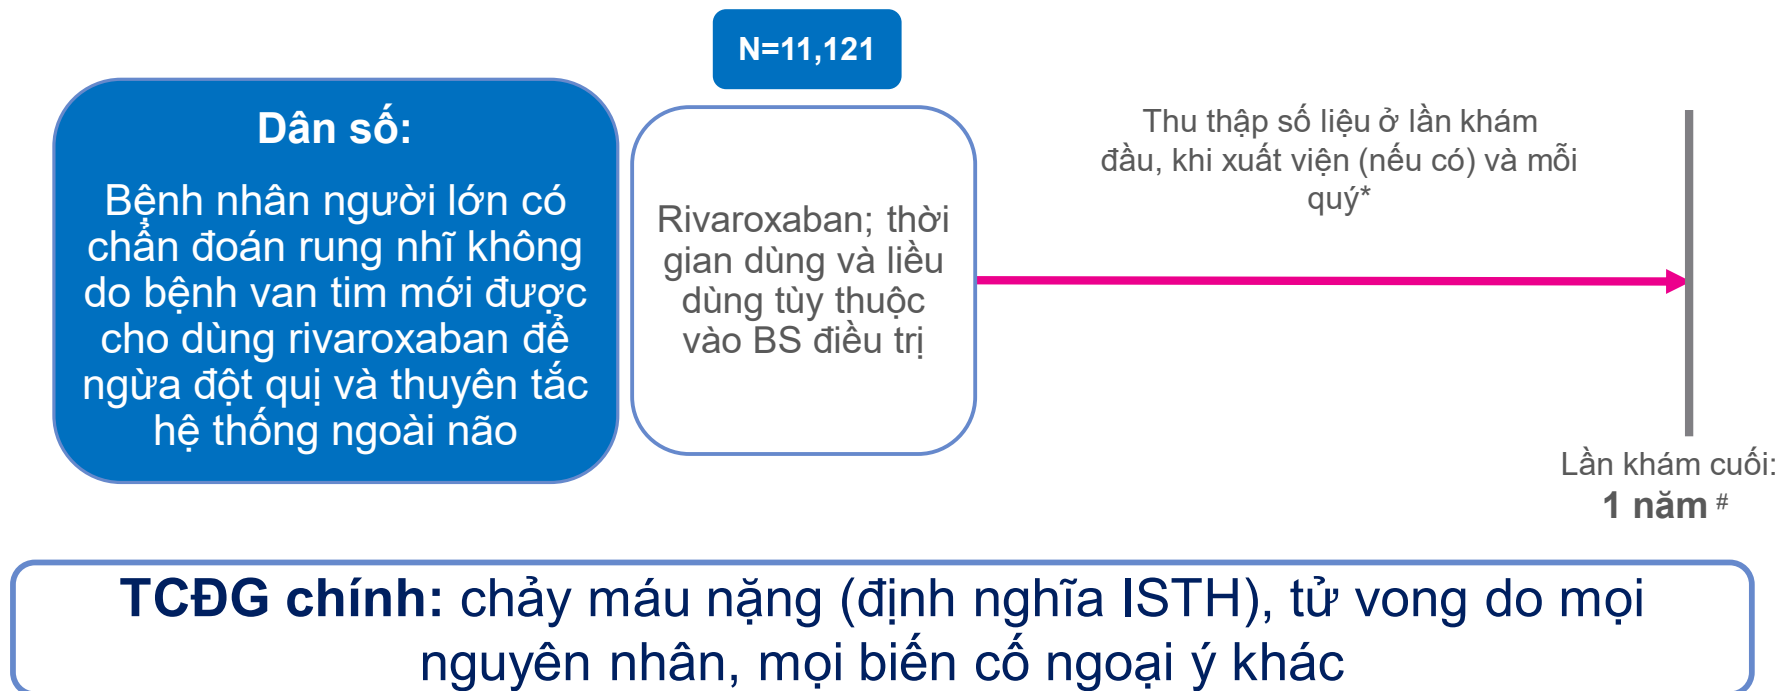 N=11,121
Dân số:
Bệnh nhân người lớn có
chẩn đoán rung nhĩ không
do bệnh van tim mới được
cho dùng rivaroxaban để
ngừa đột quị và thuyên tắc
hệ thống ngoài não
Rivaroxaban; thời
gian dùng và liều
dùng tùy thuộc
vào BS điều trị
Thu thập số liệu ở lần khám
đầu, khi xuất viện (nếu có) và mỗi
quý*
Lần khám cuối:
1 năm #
TCĐG chính: chảy máu nặng (định nghĩa ISTH), tử vong do mọi
nguyên nhân, mọi biến cố ngoại ý khác